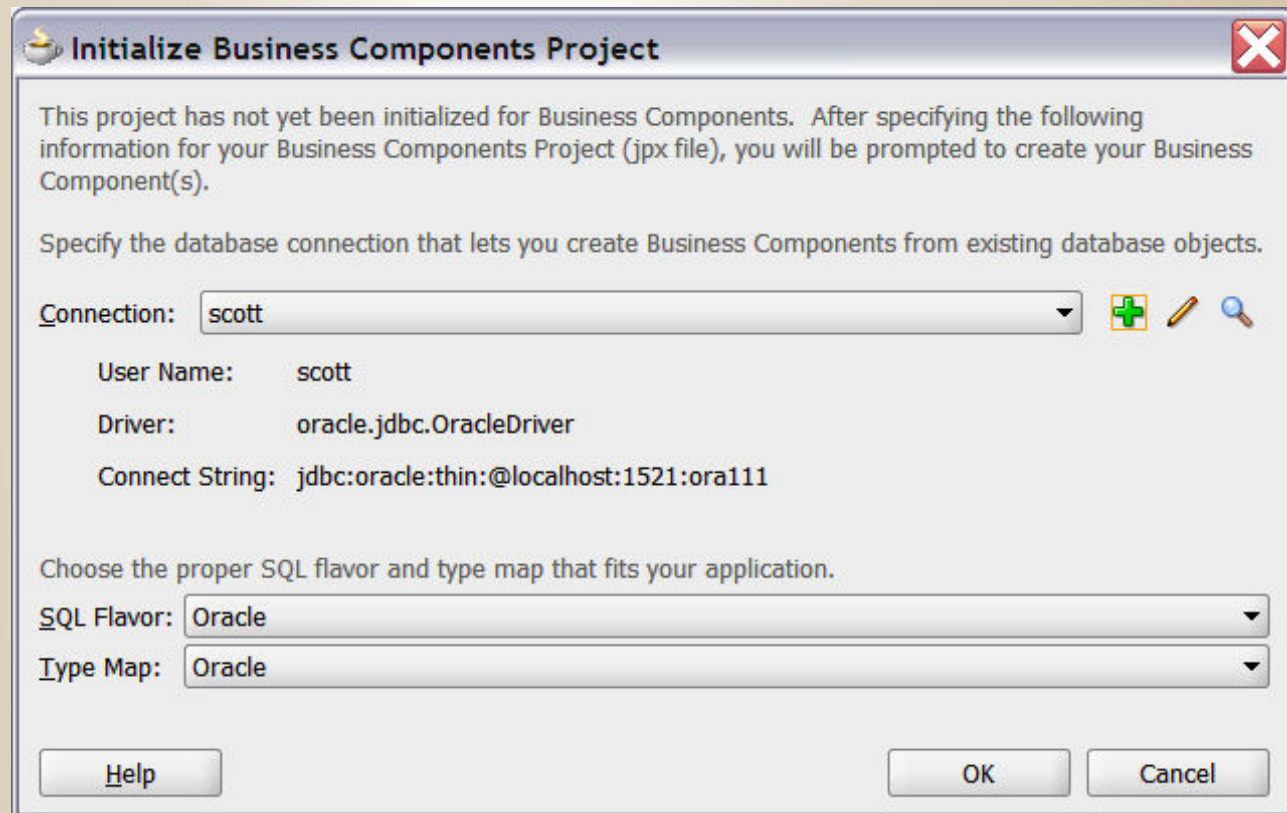 Initialize Business Components Project
This project has not yet been initialized for Business Components.  After specifying the following
information for your Business Components Project (jpx file), you will be prompted to create your Business
Component(s).
Specify the database connection that lets you create Business Components from existing database objects.
Connection: scott
User Name: scott
Driver: oracle.jdbc.OracleDriver
Connect String: jdbc:oracle:thin:@localhost:1521:ora111
Choose the proper SQL flavor and type map that fits your application.
SQL Flavor: Oracle
Type Map: Oracle
Help OK Cancel